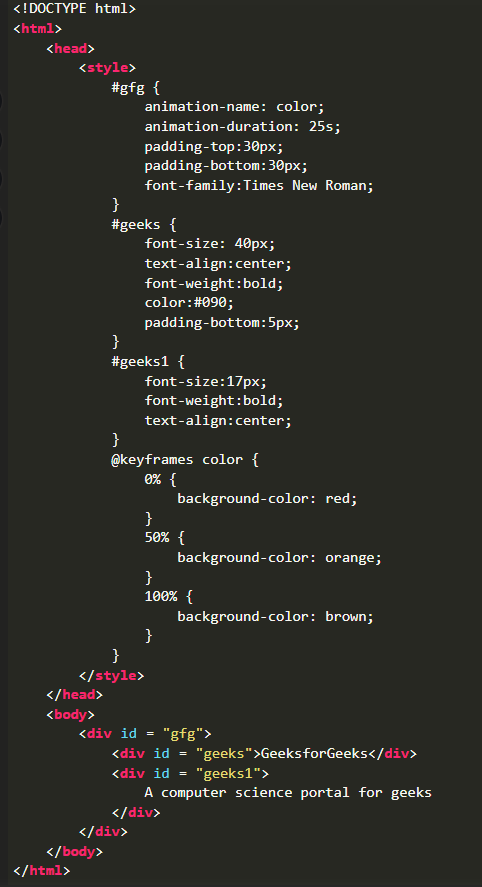 <!DOCTYPE html>
<html>
    <head>
        <style>
            #gfg {
                animation-name: color;
                animation-duration: 25s;
                padding-top:30px;
                padding-bottom:30px;
                font-family:Times New Roman;
            }
            #geeks {
                font-size: 40px;
                text-align:center;
                font-weight:bold;
                color:#090;
                padding-bottom:5px;
            }
            #geeks1 {
                font-size:17px;
                font-weight:bold;
                text-align:center;
            }
            @keyframes color {
                0% {
                    background-color: red;
                }
                50% {
                    background-color: orange;
                }
                100% {
                    background-color: brown;
                }
            }
        </style>
    </head>
    <body>
        <div id = "gfg">
            <div id = "geeks">GeeksforGeeks</div>
            <div id = "geeks1">
                A computer science portal for geeks
            </div>
        </div>
    </body>
</html>